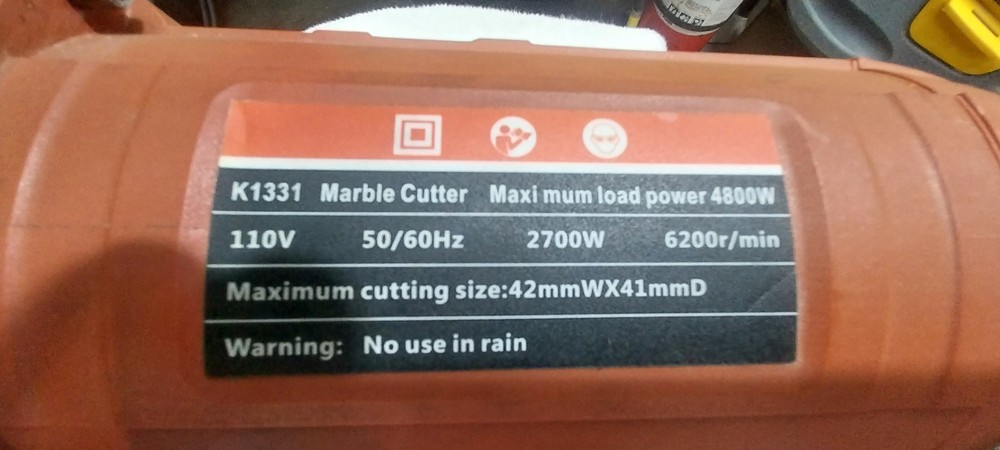 K1331 Marble Cutter Maxi mum load power 4800W
110V 50/60Hz 2700W 6200r/min
Maximum cutting size:42mmWX41mmD
Warning: No use in rain